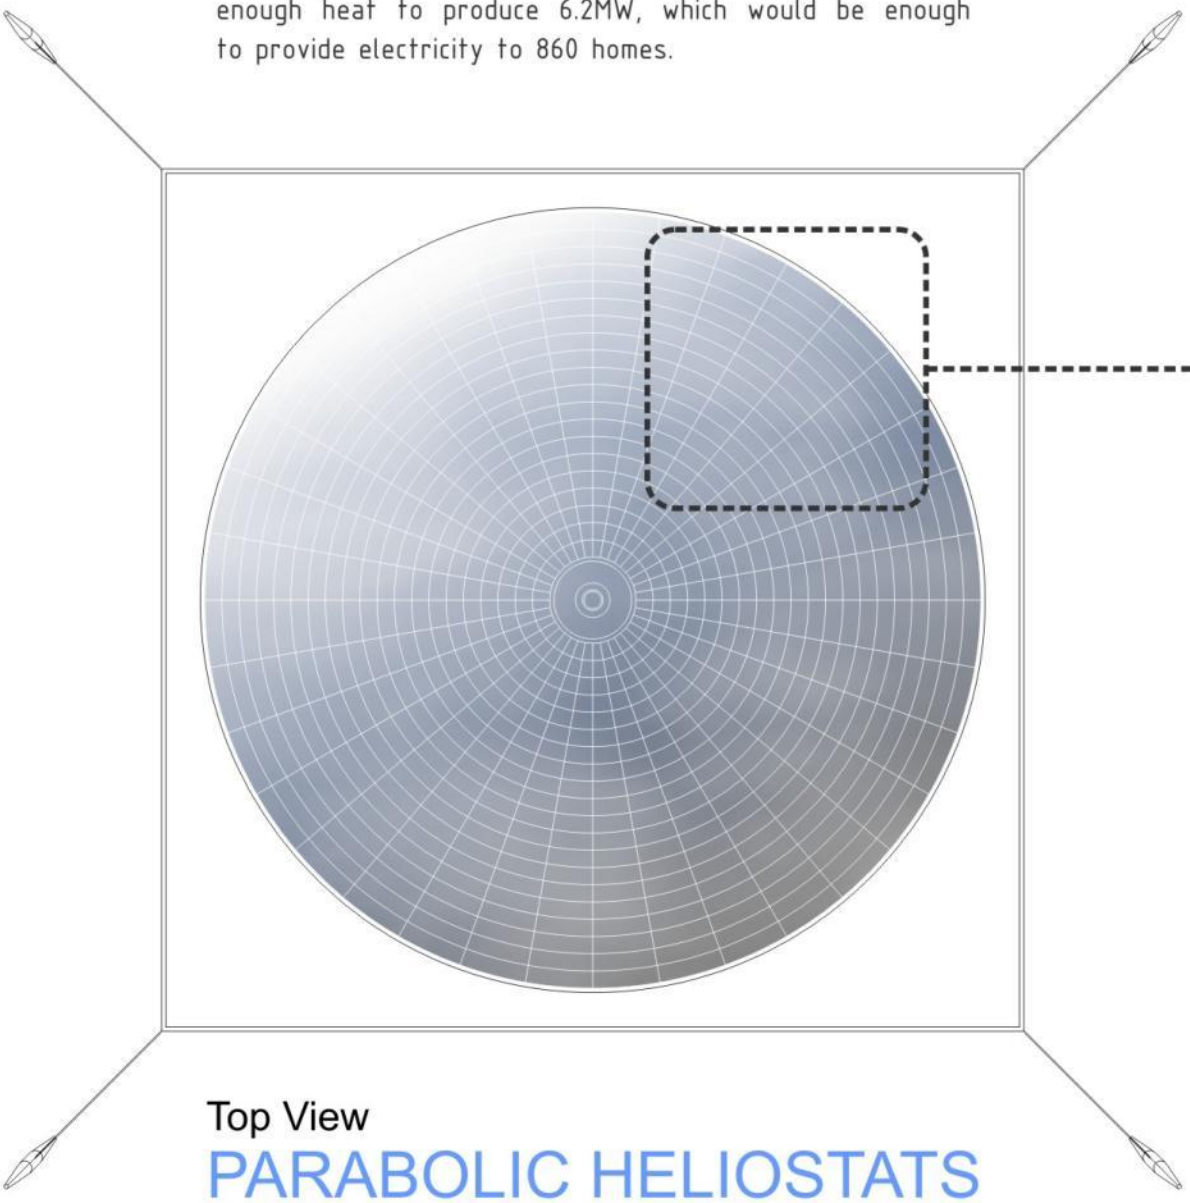 enough heat to produce 6.2MW, which would be enough
to provide electricity to 860 homes.
Top View
PARABOLIC HELIOSTATS